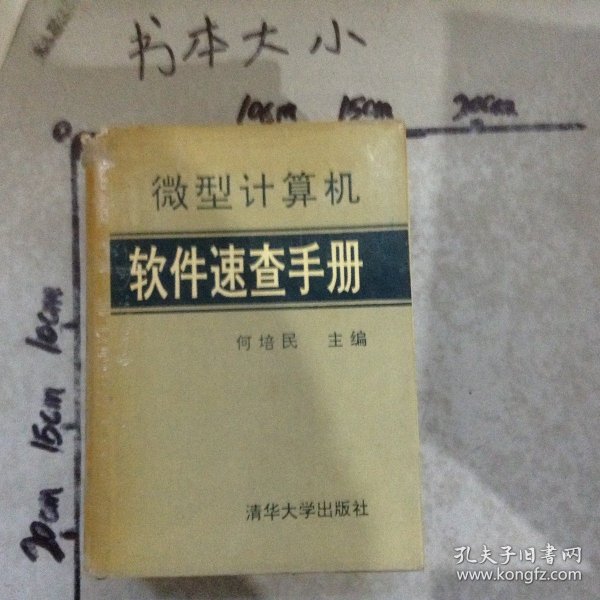 书本大小
10cm 15cm 20cm
0
微型计算机
软件速查手册
何培民 主编
清华大学出版社
10cm
15cm
20cm
孔夫子旧书网
www.kongfz.com